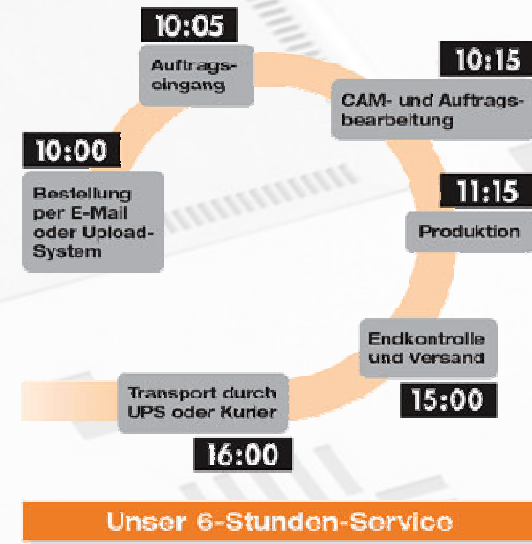 10:00
Bestellung
per E-Mail
oder Upload-
System
10:05
Auftrags-
eingang
10:15
CAM- und Auftrags-
bearbeitung
11:15
Produktion
Endkontrolle
und Versand
15:00
Transport durch
UPS oder Kurier
16:00
Unser 6-Stunden-Service